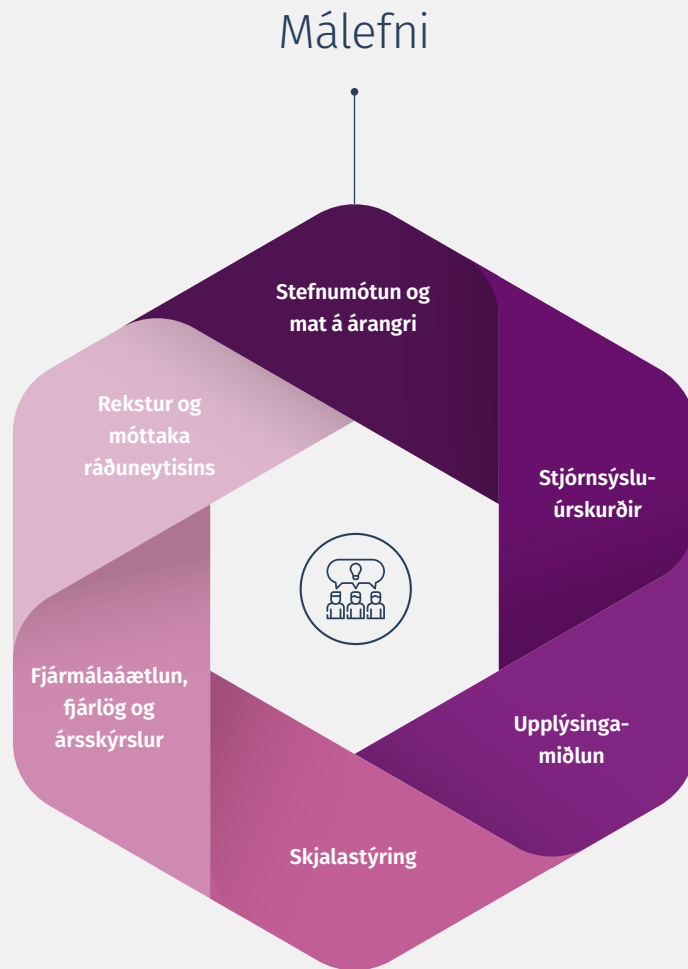 Málefni
Stefnumótun og
mat á árangri
Stjórnsýslu-
úrskurðir
Upplýsinga-
miðlun
Skjalastýring
Fjármálaáætlun,
fjárlög og
ársskýrslur
Rekstur og
móttaka
ráðuneytisins